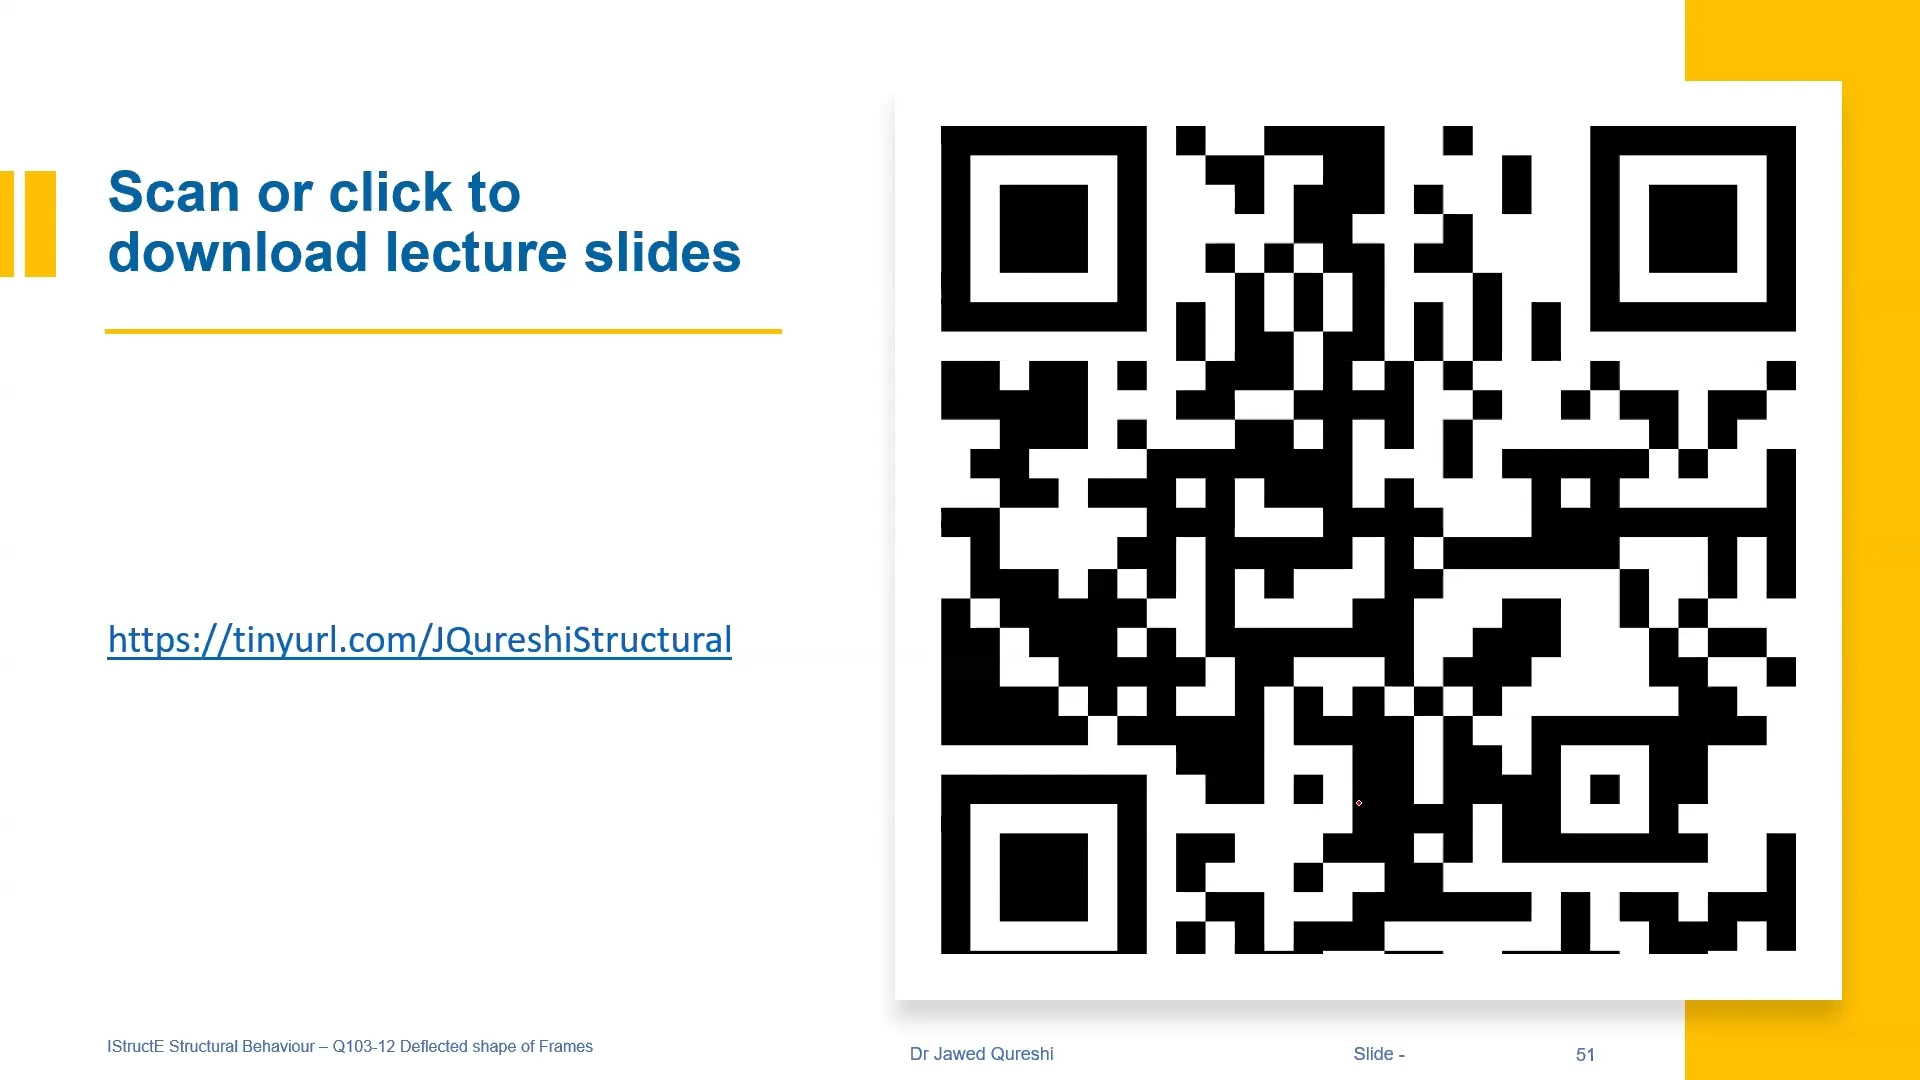 Scan or click to
download lecture slides
https://tinyurl.com/JQureshiStructural
IStructE Structural Behaviour – Q103-12 Deflected shape of Frames
Dr Jawed Qureshi
Slide -
51